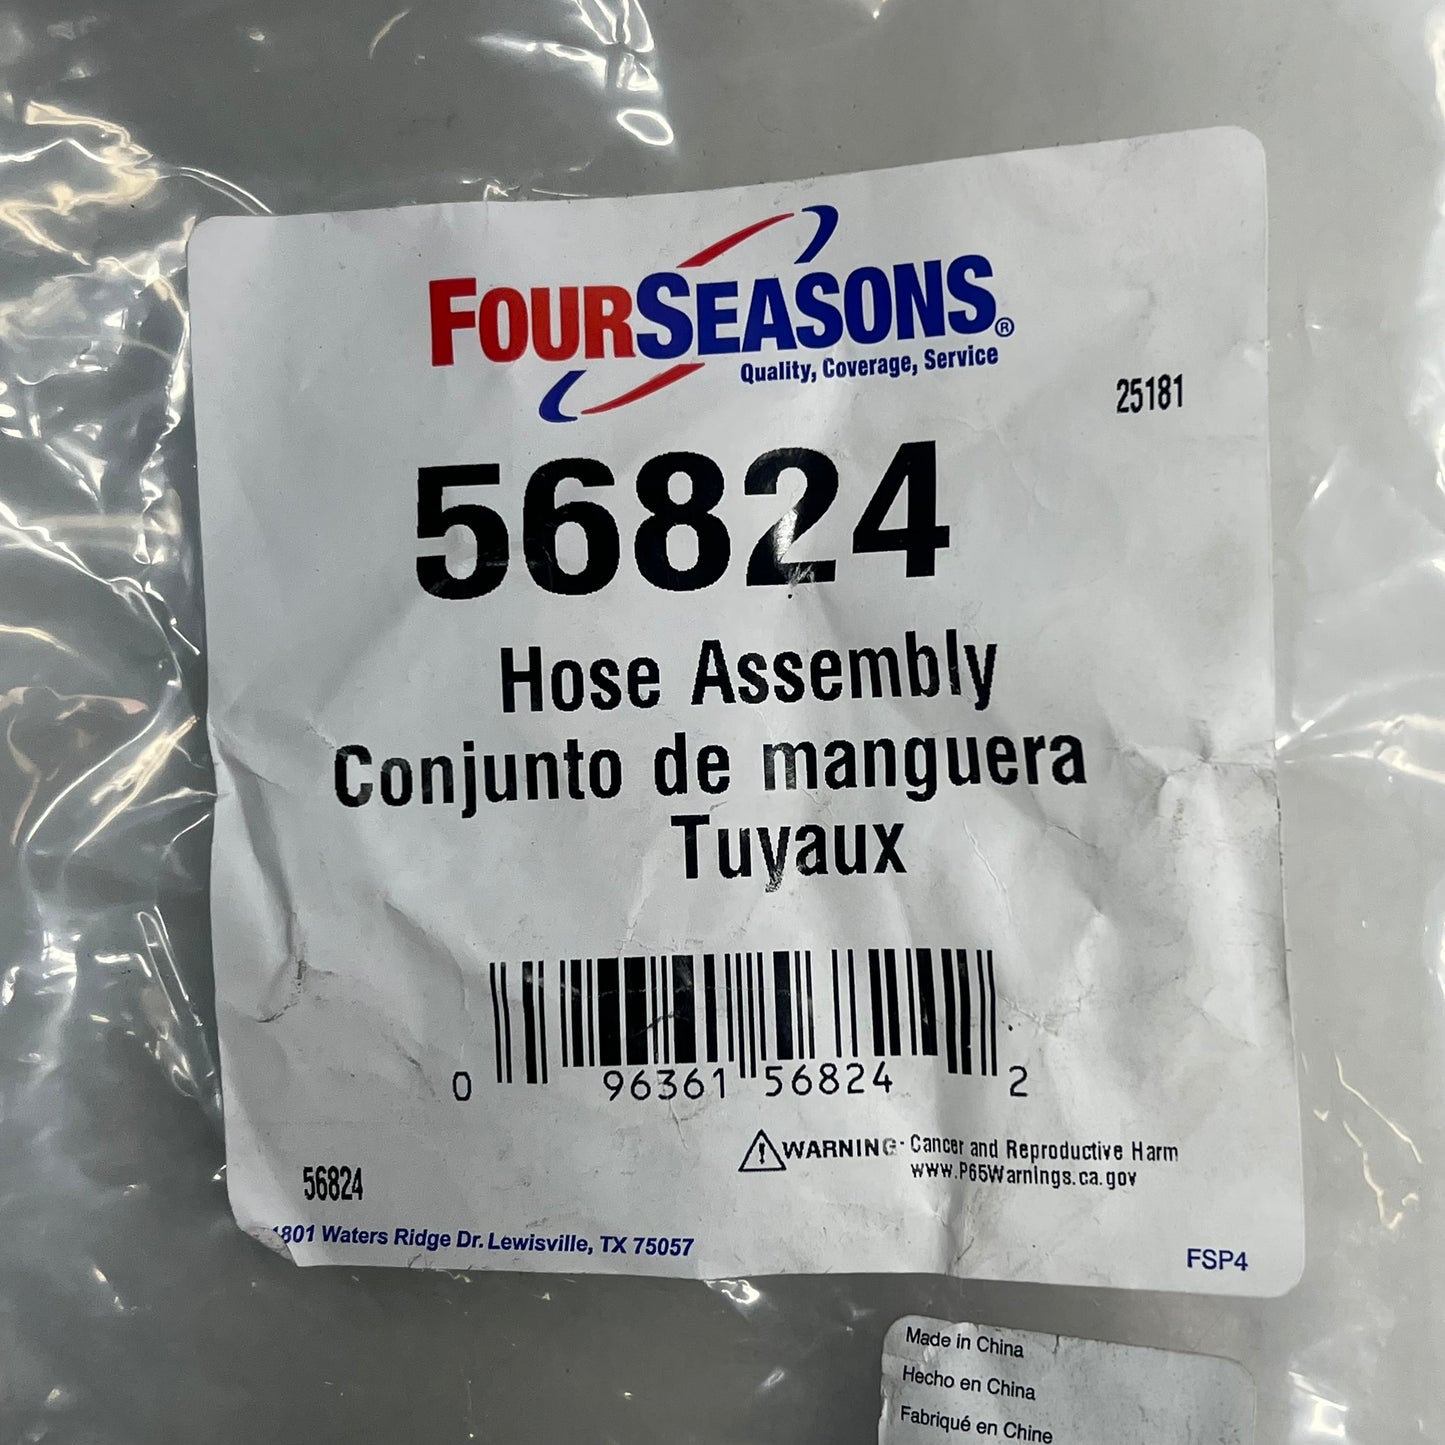 FOURSEASONS®
Quality, Coverage, Service
25181
56824
Hose Assembly
Conjunto de manguera
Tuyaux
0 96361 56824 2
WARNING: Cancer and Reproductive Harm
www.P65Warnings.ca.gov
56824
1801 Waters Ridge Dr. Lewisville, TX 75057
FSP4
Made in China
Hecho en China
Fabriqué en Chine